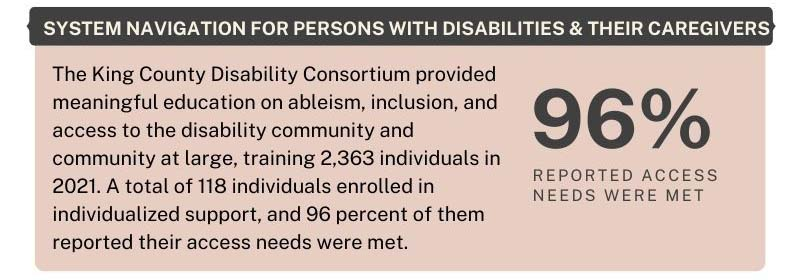 SYSTEM NAVIGATION FOR PERSONS WITH DISABILITIES & THEIR CAREGIVERS
The King County Disability Consortium provided
meaningful education on ableism, inclusion, and
access to the disability community and
community at large, training 2,363 individuals in
2021. A total of 118 individuals enrolled in
individualized support, and 96 percent of them
reported their access needs were met.
96%
REPORTED ACCESS
NEEDS WERE MET